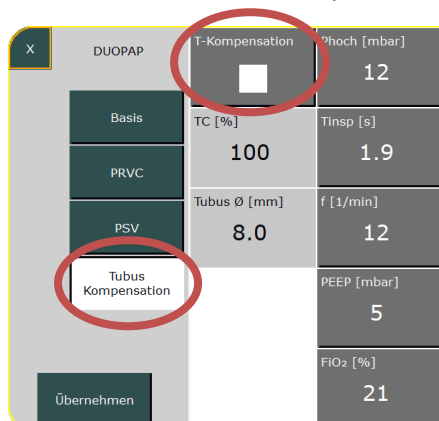 X
DUOPAP
T-Kompensation
Phoch [mbar]
12
Basis
TC [%]
100
Tinsp [s]
1.9
PRVC
PSV
Tubus Ø [mm]
8.0
f [1/min]
12
Tubus
Kompensation
PEEP [mbar]
5
FiO₂ [%]
21
Übernehmen